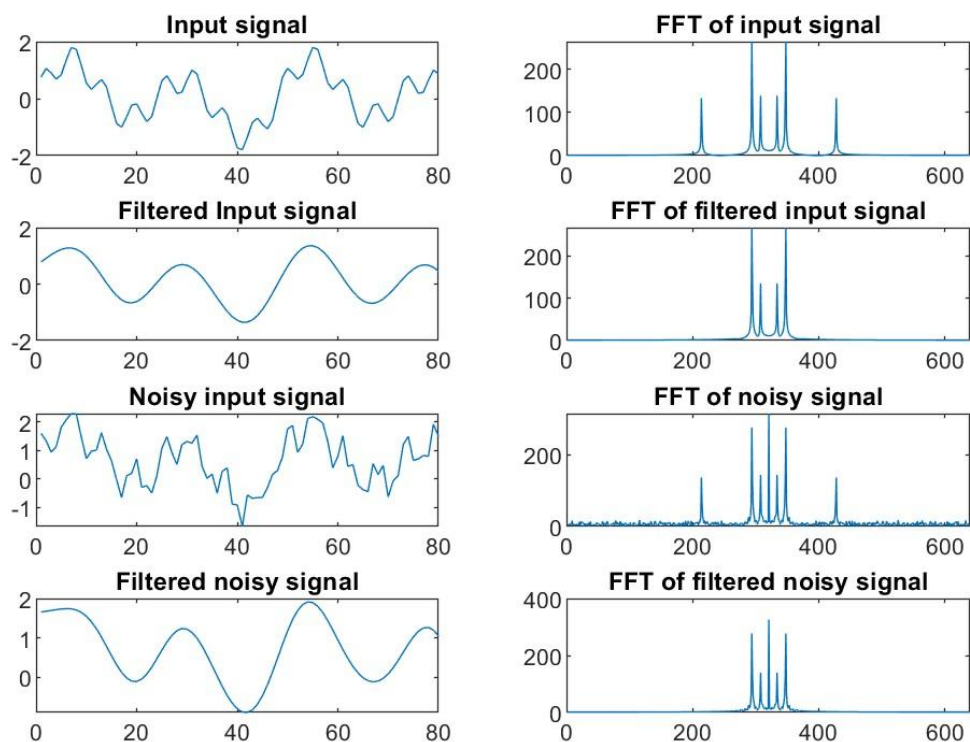 Input signal
2
0
-2
0 20 40 60 80
FFT of input signal
200
100
0
0 200 400 600
Filtered Input signal
2
0
-2
0 20 40 60 80
FFT of filtered input signal
200
100
0
0 200 400 600
Noisy input signal
2
1
0
-1
0 20 40 60 80
FFT of noisy signal
200
0
0 200 400 600
Filtered noisy signal
2
1
0
0 20 40 60 80
FFT of filtered noisy signal
400
200
0
0 200 400 600